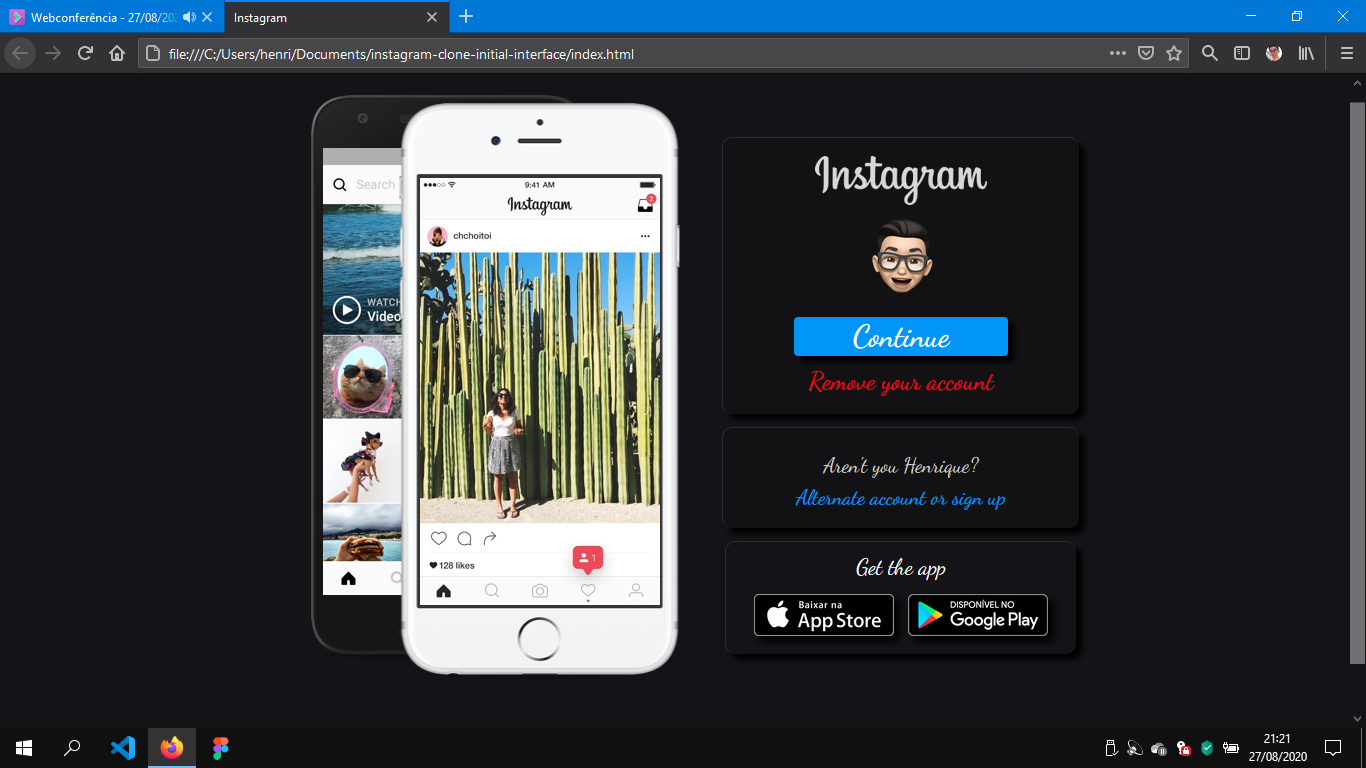 Webconferência - 27/08/202
Instagram
file:///C:/Users/henri/Documents/instagram-clone-initial-interface/index.html
Search
WATCH
Video
9:41 AM
Instagram
2
chchoitoi
1
128 likes
Instagram
Continue
Remove your account
Aren't you Henrique?
Alternate account or sign up
Get the app
Baixar na
App Store
DISPONÍVEL NO
Google Play
21:21
27/08/2020